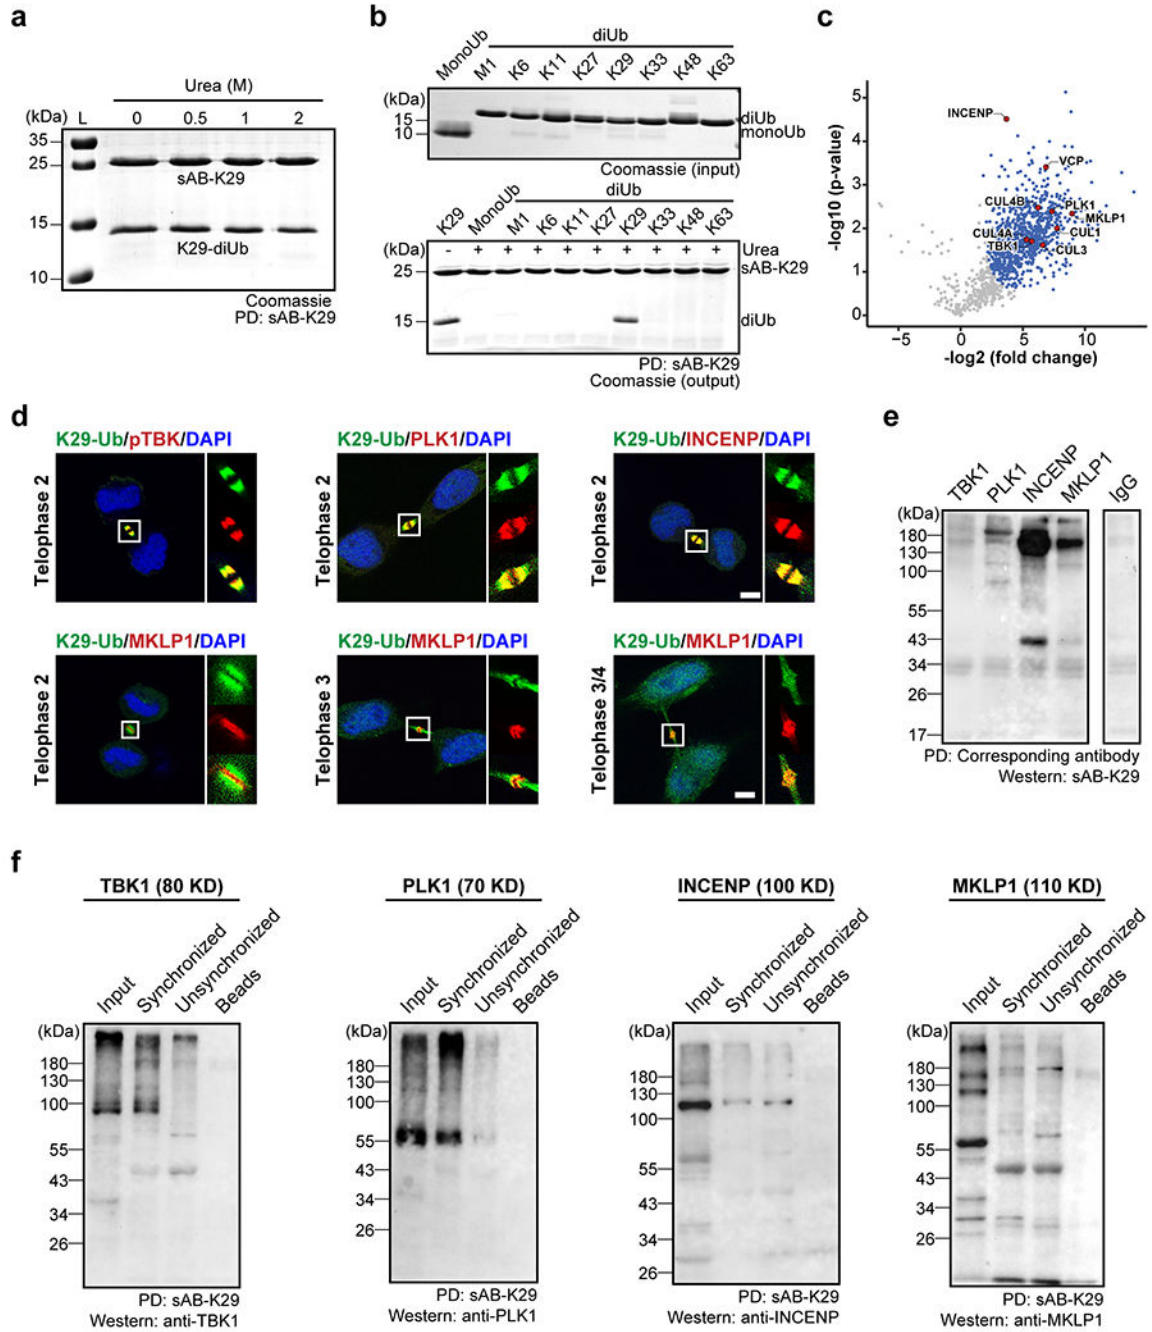 a
Urea (M)
(kDa) L 0 0.5 1 2
35
25
sAB-K29
15
K29-diUb
10
Coomassie
PD: sAB-K29
b
diUb
MonoUb M1 K6 K11 K27 K29 K33 K48 K63
(kDa)
15
diUb
10
monoUb
Coomassie (input)
diUb
K29 MonoUb M1 K6 K11 K27 K29 K33 K48 K63
(kDa) - + + + + + + + + + Urea
25
sAB-K29
15
diUb
PD: sAB-K29
Coomassie (output)
c
-log10 (p-value)
5
4
3
2
1
0
INCENP
VCP
CUL4B
PLK1
MKLP1
CUL4A
CUL1
TBK1
CUL3
−5 0 5 10
-log2 (fold change)
d
K29-Ub/pTBK/DAPI
Telophase 2
K29-Ub/PLK1/DAPI
Telophase 2
K29-Ub/INCENP/DAPI
Telophase 2
K29-Ub/MKLP1/DAPI
Telophase 2
K29-Ub/MKLP1/DAPI
Telophase 3
K29-Ub/MKLP1/DAPI
Telophase 3/4
e
TBK1 PLK1 INCENP MKLP1 IgG
(kDa)
180
130
100
55
43
34
26
17
PD: Corresponding antibody
Western: sAB-K29
f
TBK1 (80 KD)
Input Synchronized Unsynchronized Beads
(kDa)
180
130
100
55
43
34
26
PD: sAB-K29
Western: anti-TBK1
PLK1 (70 KD)
Input Synchronized Unsynchronized Beads
(kDa)
180
130
100
55
43
34
26
PD: sAB-K29
Western: anti-PLK1
INCENP (100 KD)
Input Synchronized Unsynchronized Beads
(kDa)
180
130
100
55
43
34
26
PD: sAB-K29
Western: anti-INCENP
MKLP1 (110 KD)
Input Synchronized Unsynchronized Beads
(kDa)
180
130
100
55
43
34
26
PD: sAB-K29
Western: anti-MKLP1